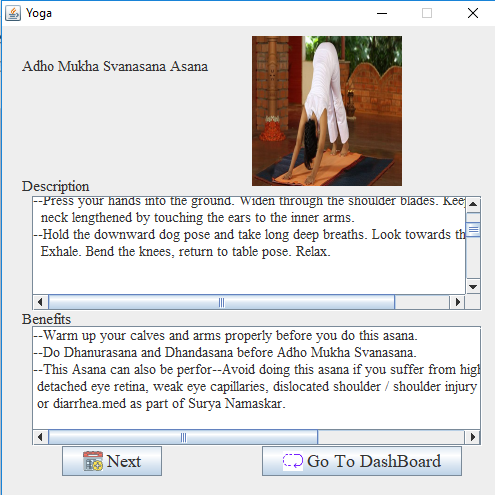 Yoga
Adho Mukha Svanasana Asana
Description
--Press your hands into the ground. Widen through the shoulder blades. Keep
neck lengthened by touching the ears to the inner arms.
--Hold the downward dog pose and take long deep breaths. Look towards th
Exhale. Bend the knees, return to table pose. Relax.
Benefits
--Warm up your calves and arms properly before you do this asana.
--Do Dhanurasana and Dhandasana before Adho Mukha Svanasana.
--This Asana can also be perfor--Avoid doing this asana if you suffer from high
detached eye retina, weak eye capillaries, dislocated shoulder / shoulder injury
or diarrhea.med as part of Surya Namaskar.
Next
Go To DashBoard